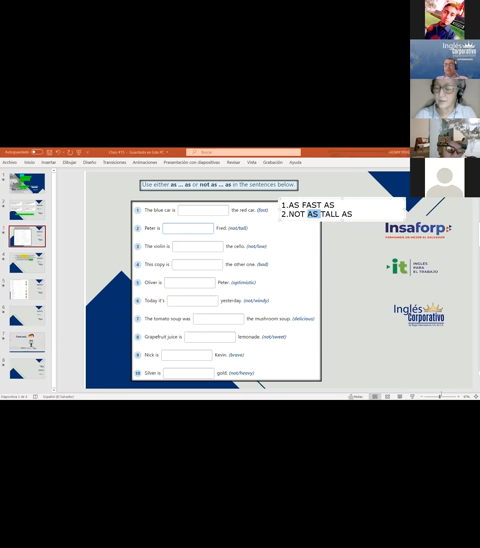 Inglés
Corporativo
Archivo Inicio Insertar Dibujar Diseño Transiciones Animaciones Presentación con diapositivas Revisar Vista Grabación Ayuda
Use either as ... as or not as ... as in the sentences below.
1.AS FAST AS
2.NOT AS TALL AS
1 The blue car is the red car. (fast)
2 Peter is Fred. (not/tall)
3 The violin is the cello. (not/low)
4 This copy is the other one. (bad)
5 Oliver is Peter. (optimistic)
6 Today it's yesterday. (not/windy)
7 The tomato soup was the mushroom soup. (delicious)
8 Grapefruit juice is lemonade. (not/sweet)
9 Nick is Kevin. (brave)
10 Silver is gold. (not/heavy)
Insaforp
it INGLÉS
PARA
EL TRABAJO
Inglés
Corporativo